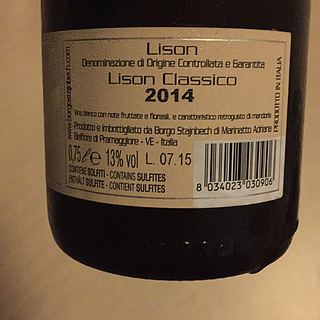 Lison
Denominazione di Origine Controllata e Garantita
Lison Classico
2014
Vino bianco con note fruttate e floreali, e caratteristico retrogusto di mandorla
Prodotto e imbottigliato da Borgo Stajnbech di Marinatto Adriana
Belfiore di Pramaggiore - VE - Italia
0,75 l e 13% vol L 07.15
CONTIENE SOLFITI - CONTAINS SULFITES
ENTHÄLT SULFITE - CONTIENT SULFITES
8 034023 030906
www.borgostajnbech.com
PRODUCT IN ITALIA